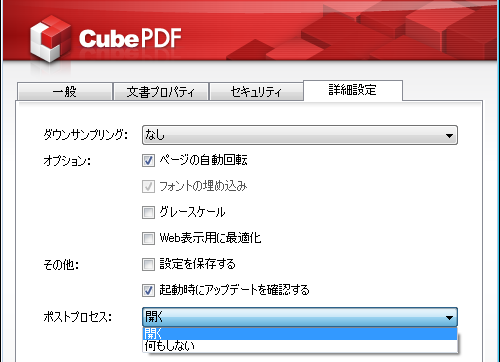 CubePDF
一般 文書プロパティ セキュリティ 詳細設定
ダウンサンプリング: なし
オプション: ページの自動回転
フォントの埋め込み
グレースケール
Web表示用に最適化
その他: 設定を保存する
起動時にアップデートを確認する
ポストプロセス: 開く
開く
何もしない